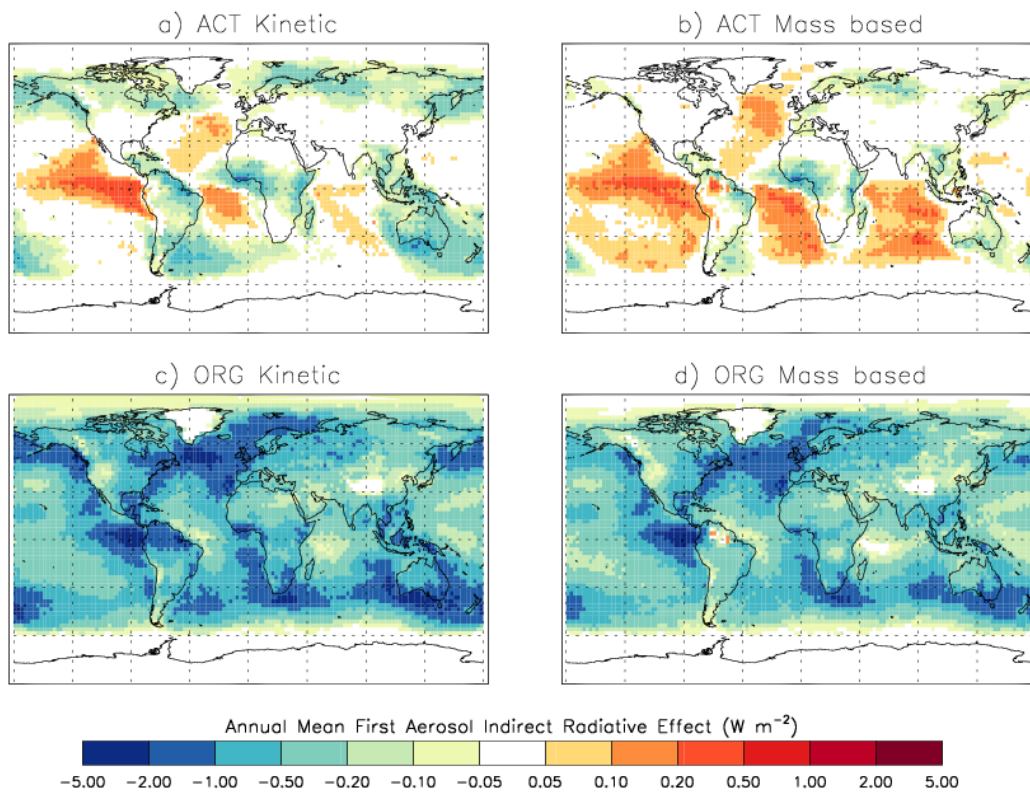 a) ACT Kinetic
b) ACT Mass based
c) ORG Kinetic
d) ORG Mass based
Annual Mean First Aerosol Indirect Radiative Effect (W m⁻²)
−5.00 −2.00 −1.00 −0.50 −0.20 −0.10 −0.05 0.05 0.10 0.20 0.50 1.00 2.00 5.00